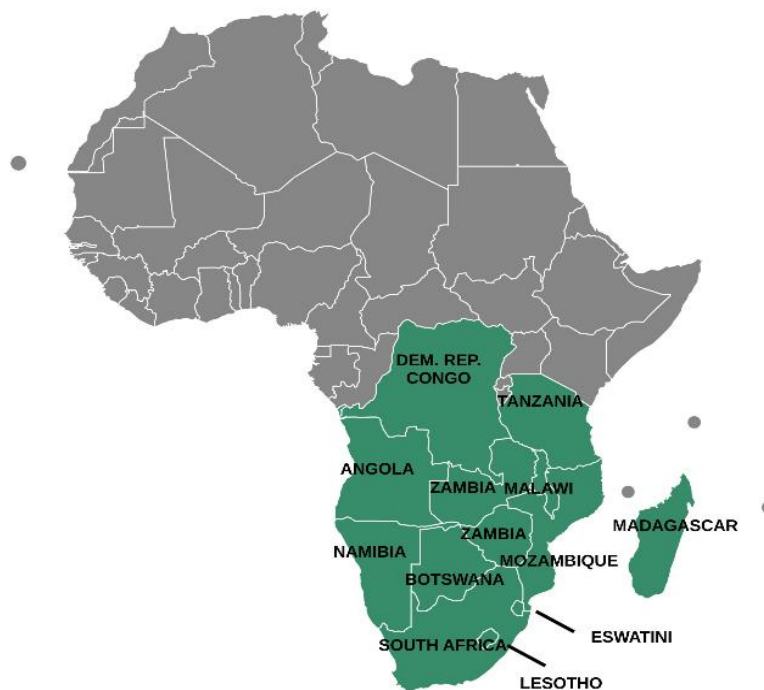 DEM. REP.
CONGO
TANZANIA
ANGOLA
ZAMBIA
MALAWI
MADAGASCAR
ZAMBIA
NAMIBIA
MOZAMBIQUE
BOTSWANA
ESWATINI
SOUTH AFRICA
LESOTHO